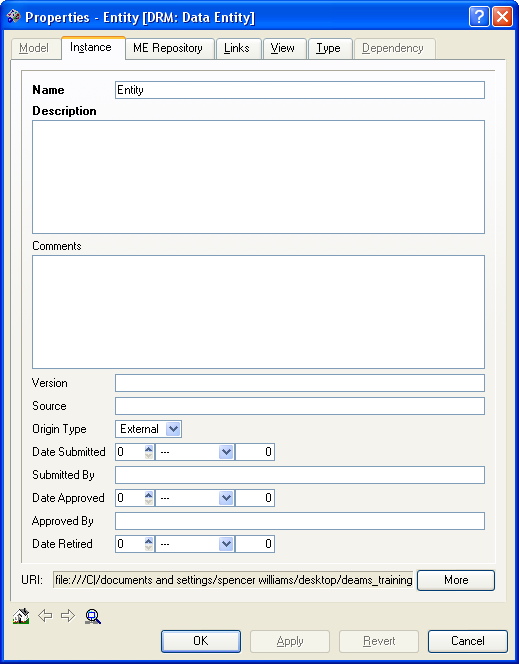 Properties - Entity [DRM: Data Entity]
Model Instance ME Repository Links View Type Dependency
Name Entity
Description
Comments
Version
Source
Origin Type External
Date Submitted 0 --- 0
Submitted By
Date Approved 0 --- 0
Approved By
Date Retired 0 --- 0
URI: file:///C|/documents and settings/spencer williams/desktop/deams_training More
OK Apply Revert Cancel